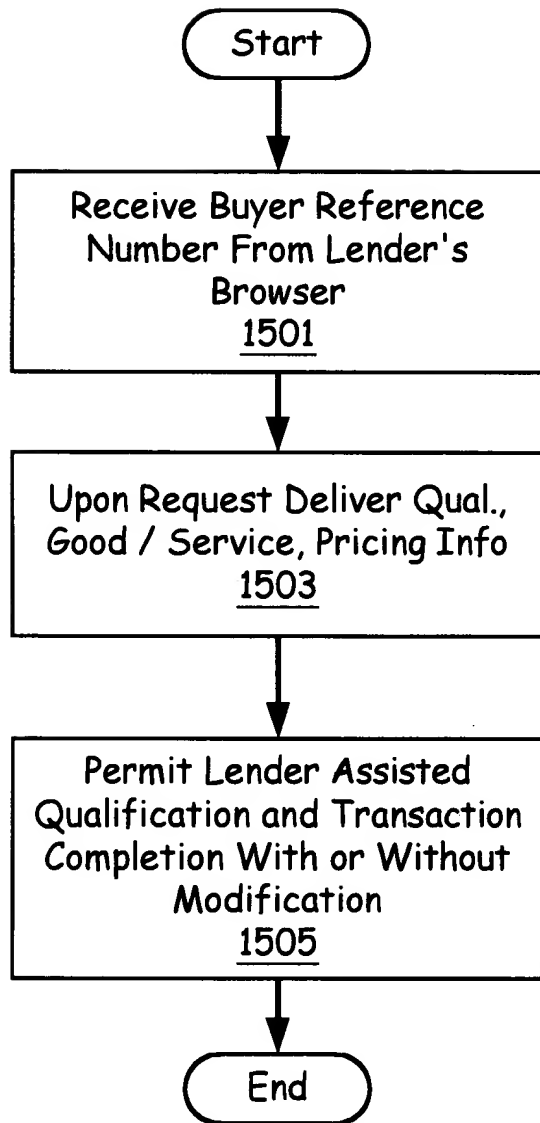 Start
Receive Buyer Reference
Number From Lender's
Browser
1501
Upon Request Deliver Qual.,
Good / Service, Pricing Info
1503
Permit Lender Assisted
Qualification and Transaction
Completion With or Without
Modification
1505
End